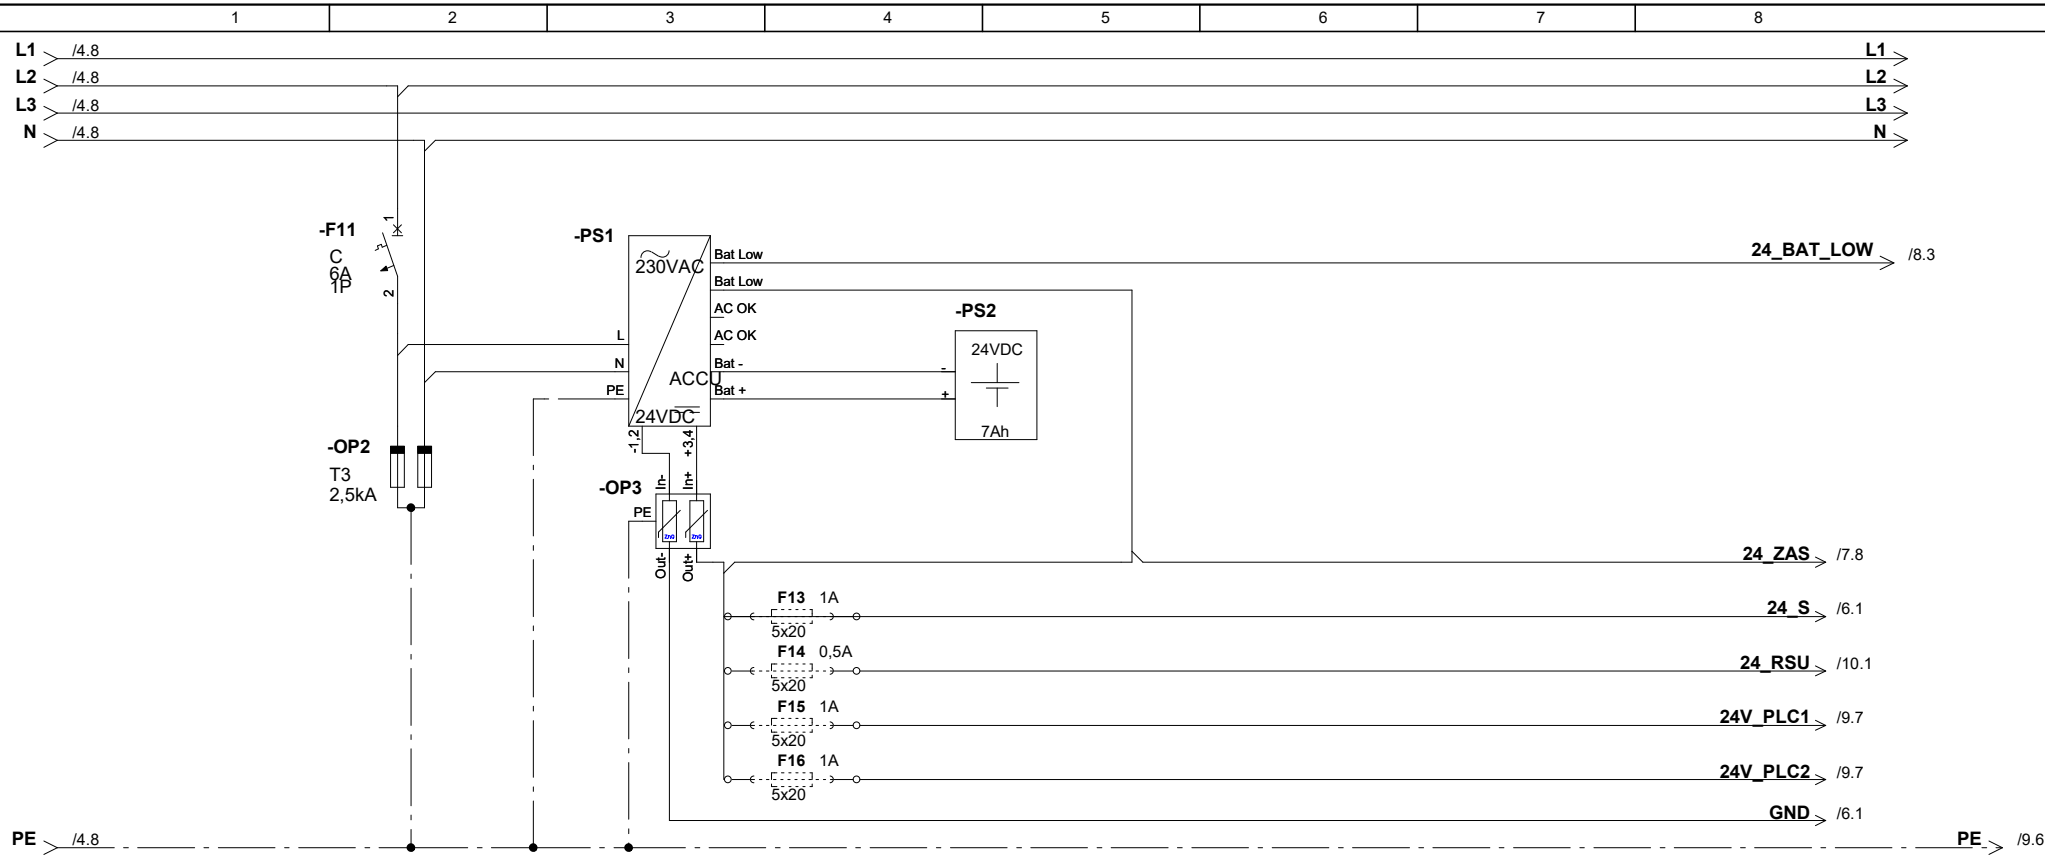 1 2 3 4 5 6 7 8
L1 /4.8 L1
L2 /4.8 L2
L3 /4.8 L3
N /4.8 N
-F11
C
6A
1P
1
2
-PS1
230VAC
ACCU
24VDC
L
N
PE
Bat Low
Bat Low
AC OK
AC OK
Bat -
Bat +
-1,2
+3,4
24_BAT_LOW /8.3
-PS2
24VDC
-
+
7Ah
-OP2
T3
2,5kA
-OP3
In-
In+
PE
ZnO ZnO
Out-
Out+
24_ZAS /7.8
F13 1A
5x20
24_S /6.1
F14 0,5A
5x20
24_RSU /10.1
F15 1A
5x20
24V_PLC1 /9.7
F16 1A
5x20
24V_PLC2 /9.7
GND /6.1
PE /4.8 PE /9.6